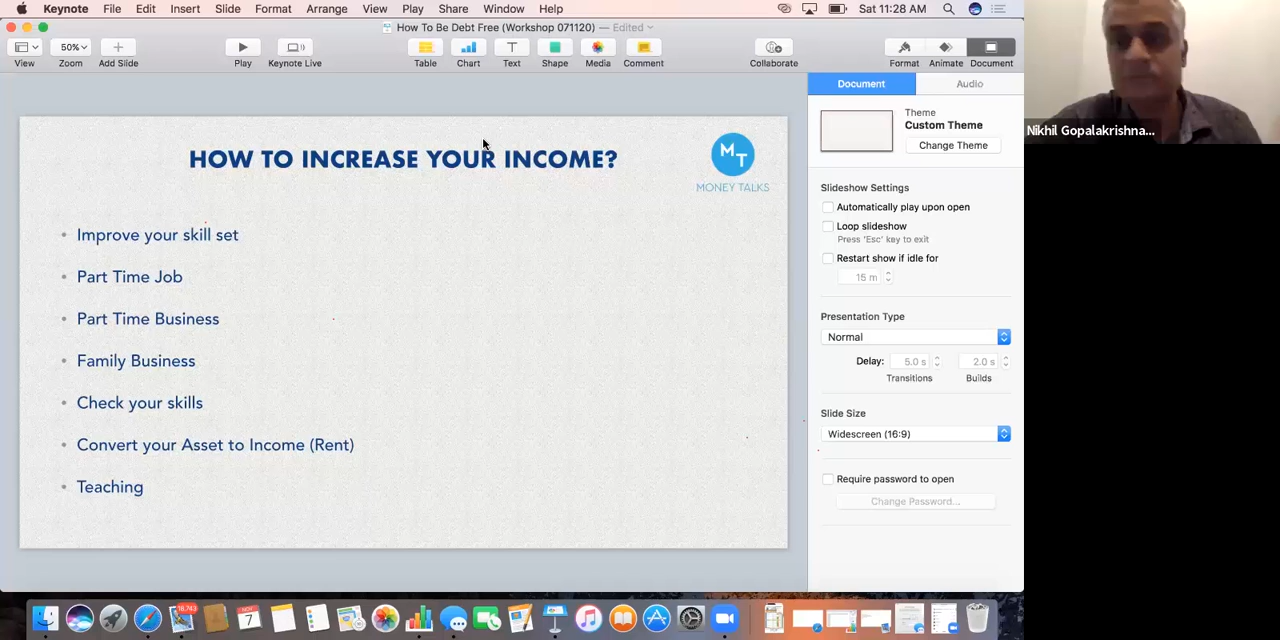 Keynote File Edit Insert Slide Format Arrange View Play Share Window Help Sat 11:28 AM
How To Be Debt Free (Workshop 071120) — Edited
50%
View Zoom Add Slide Play Keynote Live Table Chart Text Shape Media Comment Collaborate Format Animate Document
Document Audio
HOW TO INCREASE YOUR INCOME?
MT
MONEY TALKS
• Improve your skill set
• Part Time Job
• Part Time Business
• Family Business
• Check your skills
• Convert your Asset to Income (Rent)
• Teaching
Theme
Custom Theme
Change Theme
Slideshow Settings
Automatically play upon open
Loop slideshow
Press 'Esc' key to exit
Restart show if idle for
15 m
Presentation Type
Normal
Delay: 5.0 s 2.0 s
Transitions Builds
Slide Size
Widescreen (16:9)
Require password to open
Change Password...
Nikhil Gopalakrishna...
18,743
NOV
7